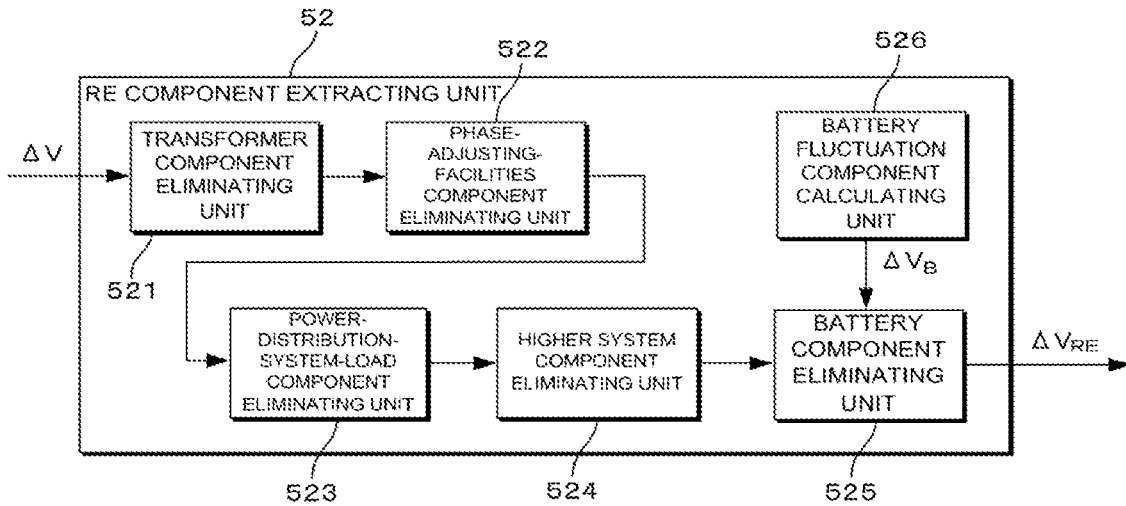 52
522
526
RE COMPONENT EXTRACTING UNIT
ΔV
TRANSFORMER
COMPONENT
ELIMINATING
UNIT
521
PHASE-
ADJUSTING-
FACILITIES
COMPONENT
ELIMINATING UNIT
BATTERY
FLUCTUATION
COMPONENT
CALCULATING
UNIT
ΔVB
POWER-
DISTRIBUTION-
SYSTEM-LOAD
COMPONENT
ELIMINATING UNIT
HIGHER SYSTEM
COMPONENT
ELIMINATING UNIT
BATTERY
COMPONENT
ELIMINATING
UNIT
ΔVRE
523
524
525